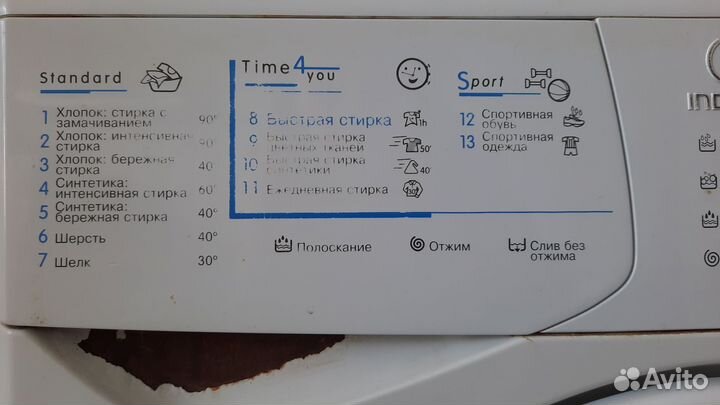 Standard
1 Хлопок: стирка с
замачиванием 90°
2 Хлопок: интенсивная
стирка 90°
3 Хлопок: бережная
стирка 40
4 Синтетика:
интенсивная стирка 60°
5 Синтетика:
бережная стирка 40°
6 Шерсть 40°
7 Шелк 30°
Time 4 you
8 Быстрая стирка 1h
9 Быстрая стирка
цветных тканей 50'
10 Быстрая стирка
синтетики 40'
11 Ежедневная стирка 30'
Sport
12 Спортивная
обувь
13 Спортивная
одежда
Полоскание
Отжим
Слив без
отжима
Avito